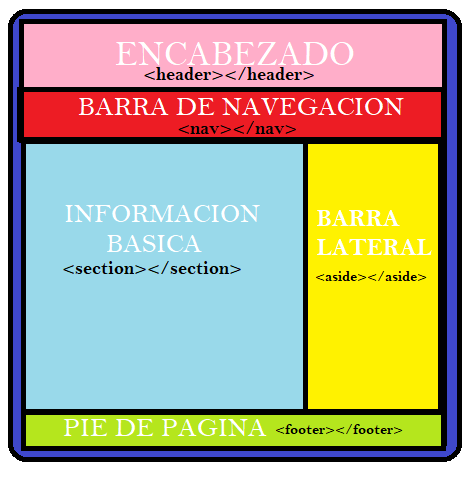 ENCABEZADO
<header></header>
BARRA DE NAVEGACION
<nav></nav>
INFORMACION
BASICA
<section></section>
BARRA
LATERAL
<aside></aside>
PIE DE PAGINA <footer></footer>